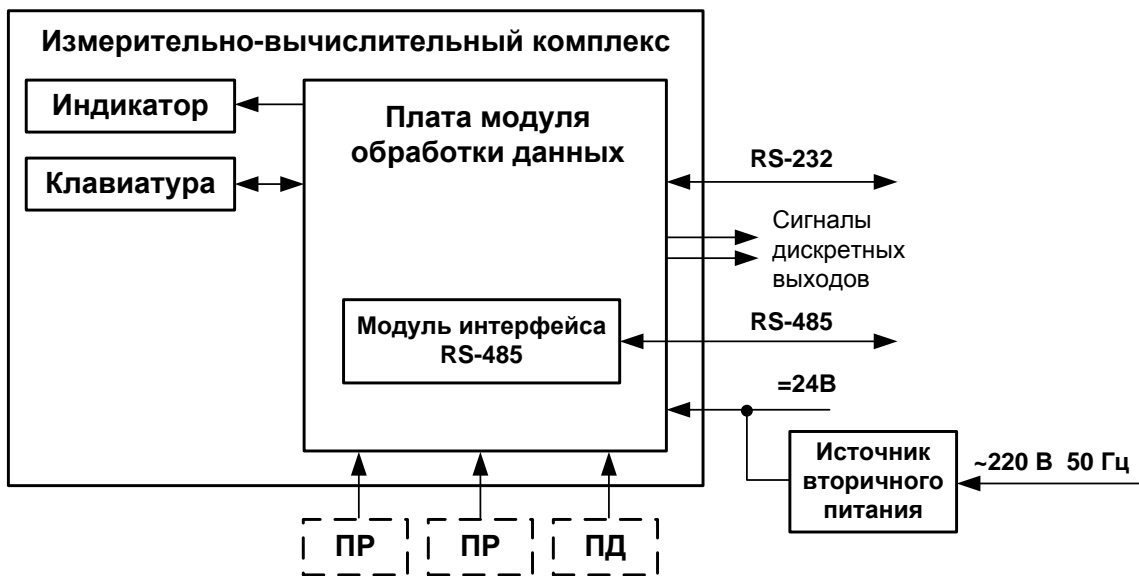 Измерительно-вычислительный комплекс
Индикатор
Клавиатура
Плата модуля
обработки данных
RS-232
Сигналы
дискретных
выходов
Модуль интерфейса
RS-485
RS-485
=24В
Источник
вторичного
питания
~220 В 50 Гц
ПР
ПР
ПД